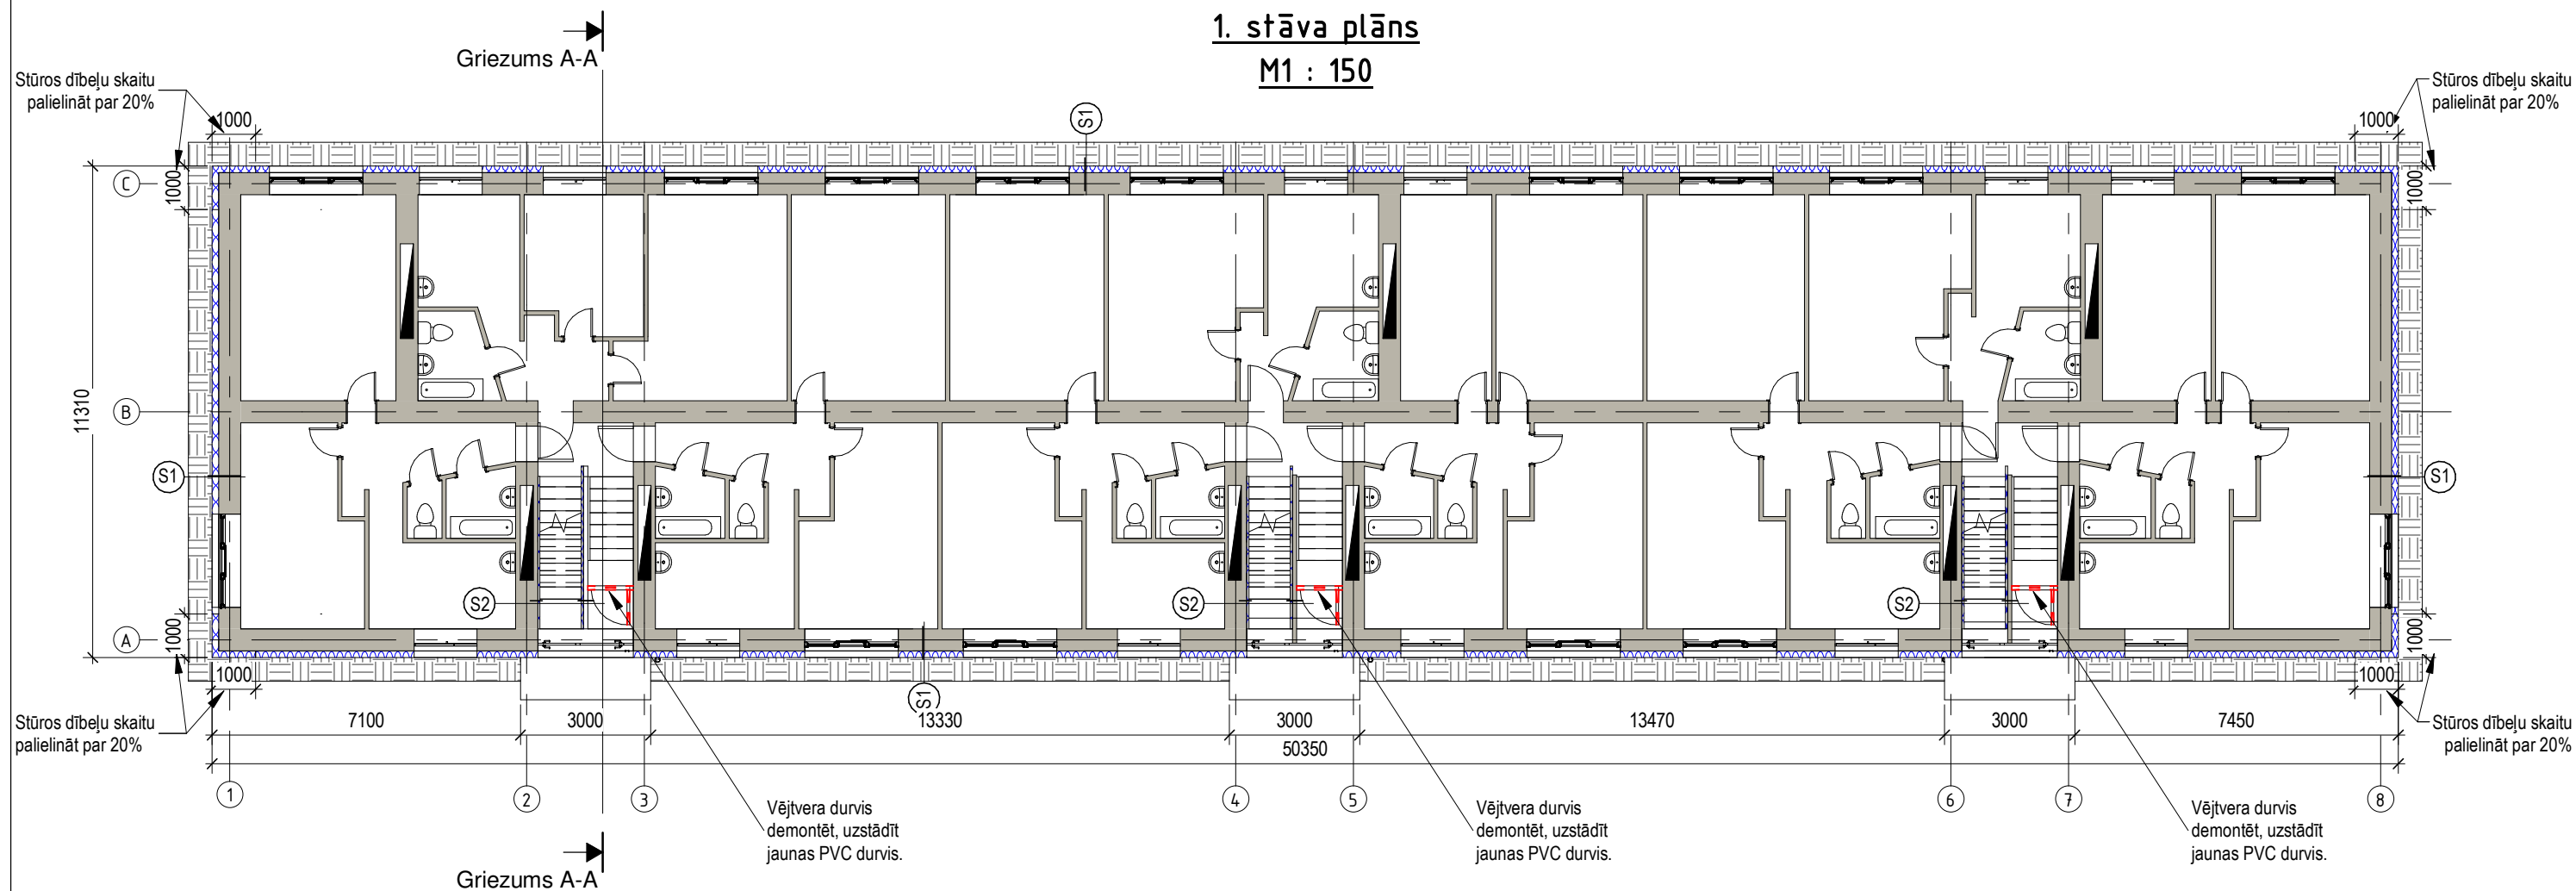 1. stāva plāns
M1 : 150
Griezums A-A
Stūros dībeļu skaitu
palielināt par 20%
Stūros dībeļu skaitu
palielināt par 20%
1000
1000
S1
C
1000
1000
B
11310
S1
S1
S2
S2
S2
A
1000
1000
1000
1000
S1
Stūros dībeļu skaitu
palielināt par 20%
Stūros dībeļu skaitu
palielināt par 20%
7100
3000
13330
3000
13470
3000
7450
50350
1
2
3
4
5
6
7
8
Vējtvera durvis
demontēt, uzstādīt
jaunas PVC durvis.
Vējtvera durvis
demontēt, uzstādīt
jaunas PVC durvis.
Vējtvera durvis
demontēt, uzstādīt
jaunas PVC durvis.
Griezums A-A